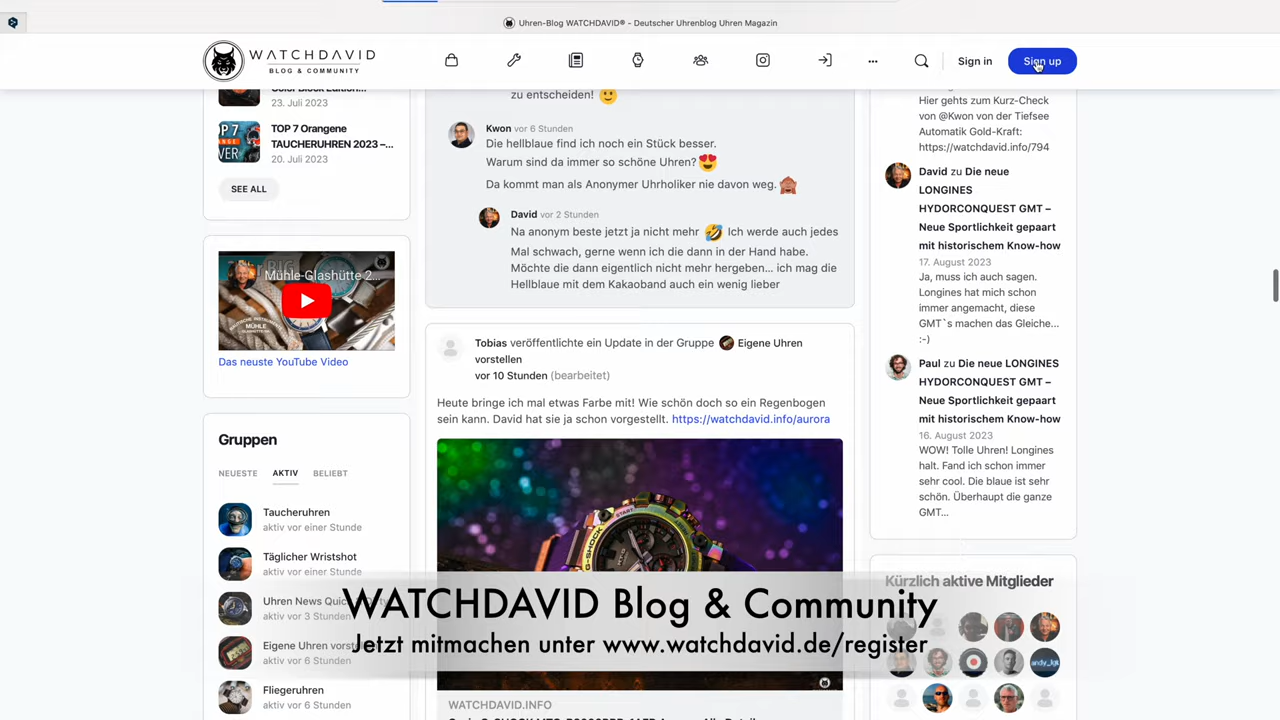 Uhren-Blog WATCHDAVID® - Deutscher Uhrenblog Uhren Magazin
WATCHDAVID
BLOG & COMMUNITY
Sign in
Sign up
23. Juli 2023
TOP 7 Orangene
TAUCHERUHREN 2023 –...
20. Juli 2023
SEE ALL
Mühle-Glashütte 2...
Das neuste YouTube Video
Gruppen
NEUESTE
AKTIV
BELIEBT
Taucheruhren
aktiv vor einer Stunde
Täglicher Wristshot
aktiv vor einer Stunde
Uhren News Quick
aktiv vor 3 Stunden
Eigene Uhren vorstellen
aktiv vor 6 Stunden
Fliegeruhren
zu entscheiden!
Kwon vor 6 Stunden
Die hellblaue find ich noch ein Stück besser.
Warum sind da immer so schöne Uhren?
Da kommt man als Anonymer Uhrholiker nie davon weg.
David vor 2 Stunden
Na anonym beste jetzt ja nicht mehr Ich werde auch jedes
Mal schwach, gerne wenn ich die dann in der Hand habe.
Möchte die dann eigentlich nicht mehr hergeben... ich mag die
Hellblaue mit dem Kakaoband auch ein wenig lieber
Tobias veröffentlichte ein Update in der Gruppe Eigene Uhren
vorstellen
vor 10 Stunden (bearbeitet)
Heute bringe ich mal etwas Farbe mit! Wie schön doch so ein Regenbogen
sein kann. David hat sie ja schon vorgestellt. https://watchdavid.info/aurora
START
G-SHOCK
WATCHDAVID.INFO
Hier gehts zum Kurz-Check
von @Kwon von der Tiefsee
Automatik Gold-Kraft:
https://watchdavid.info/794
David zu Die neue
LONGINES
HYDORCONQUEST GMT –
Neue Sportlichkeit gepaart
mit historischem Know-how
17. August 2023
Ja, muss ich auch sagen.
Longines hat mich schon
immer angemacht, diese
GMT`s machen das Gleiche...
:-)
Paul zu Die neue LONGINES
HYDORCONQUEST GMT –
Neue Sportlichkeit gepaart
mit historischem Know-how
16. August 2023
WOW! Tolle Uhren! Longines
halt. Fand ich schon immer
sehr cool. Die blaue ist sehr
schön. Überhaupt die ganze
GMT...
Kürzlich aktive Mitglieder
andy_lgk
WATCHDAVID Blog & Community
Jetzt mitmachen unter www.watchdavid.de/register